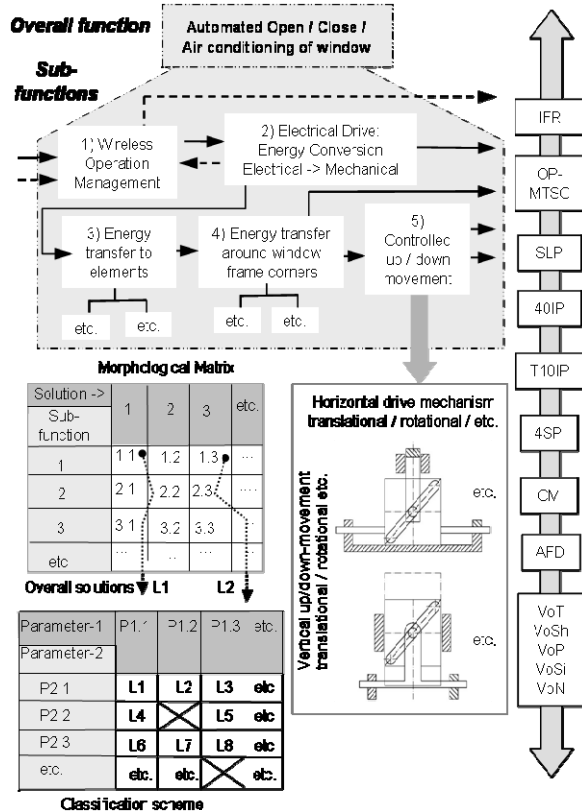 Overall function
Automated Open / Close /
Air conditioning of window
Sub-
functions
1) Wireless
Operation
Management
2) Electrical Drive:
Energy Conversion
Electrical -> Mechanical
3) Energy
transfer to
elements
4) Energy transfer
around window
frame corners
5)
Controlled
up / down
movement
etc.
etc.
etc.
etc.
IFR
OP-
MTSC
SLP
40IP
T10IP
4SP
CM
AFD
VoT
VoSh
VoP
VoSi
VoN
Morphological Matrix
Solution ->
Sub-
function
1 2 3 etc.
1 1.1 1.2 1.3 ....
2 2.1 2.2 2.3 ....
3 3.1 3.2 3.3 ....
etc ... ... ... ...
Overall solutions L1 L2
Horizontal drive mechanism
translational / rotational / etc.
Vertical up/down-movement
translational / rotational etc.
etc.
etc.
Parameter-1 P1.1 P1.2 P1.3 etc.
Parameter-2
P2.1 L1 L2 L3 etc
P2.2 L4 L5 etc
P2.3 L6 L7 L8 etc
etc. etc. etc. etc.
Classification scheme